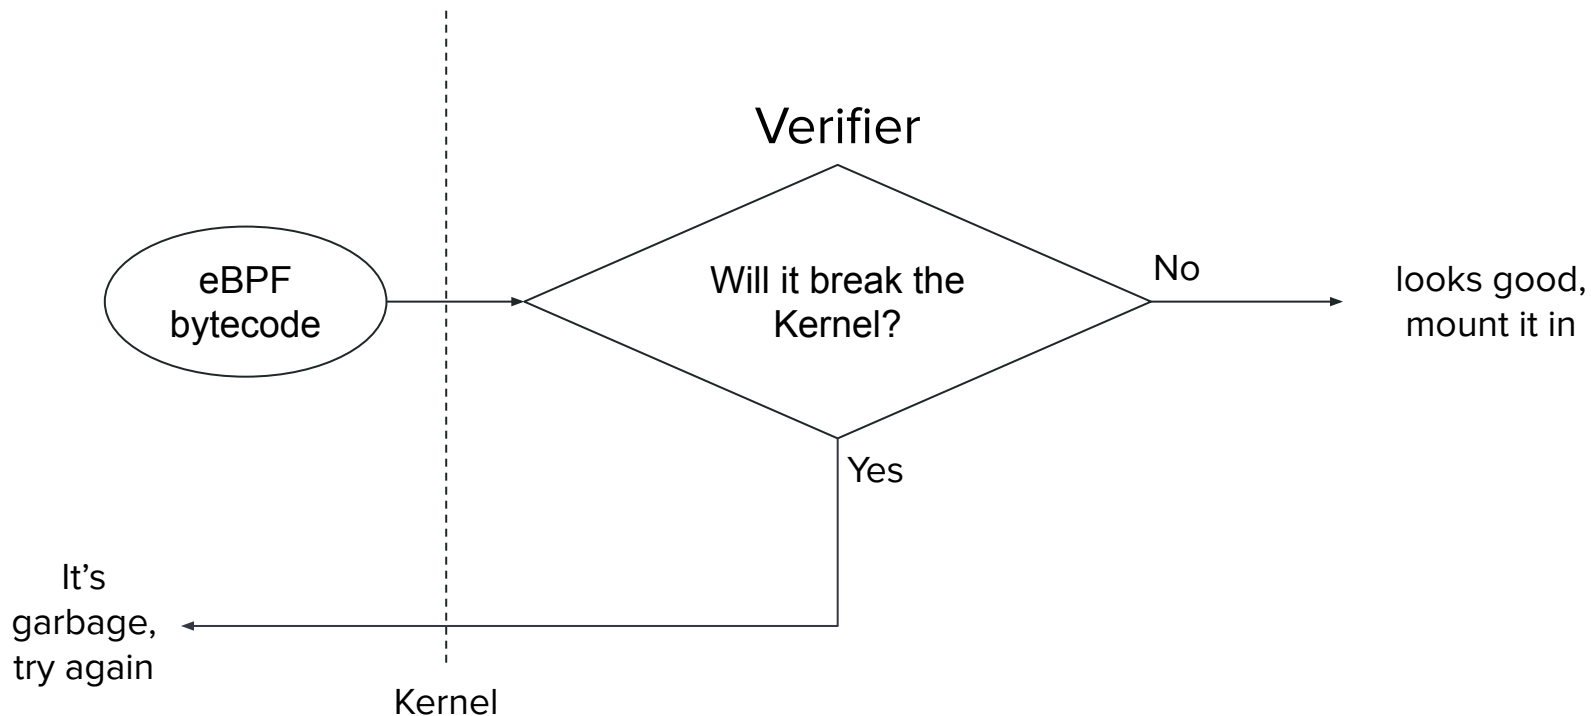 Verifier
eBPF
bytecode
Will it break the
Kernel?
No
looks good,
mount it in
Yes
It’s
garbage,
try again
Kernel